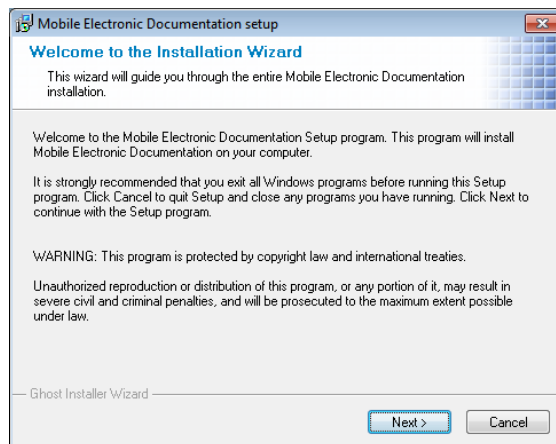 Mobile Electronic Documentation setup
Welcome to the Installation Wizard
This wizard will guide you through the entire Mobile Electronic Documentation
installation.
Welcome to the Mobile Electronic Documentation Setup program. This program will install
Mobile Electronic Documentation on your computer.
It is strongly recommended that you exit all Windows programs before running this Setup
program. Click Cancel to quit Setup and close any programs you have running. Click Next to
continue with the Setup program.
WARNING: This program is protected by copyright law and international treaties.
Unauthorized reproduction or distribution of this program, or any portion of it, may result in
severe civil and criminal penalties, and will be prosecuted to the maximum extent possible
under law.
Ghost Installer Wizard
Next >
Cancel